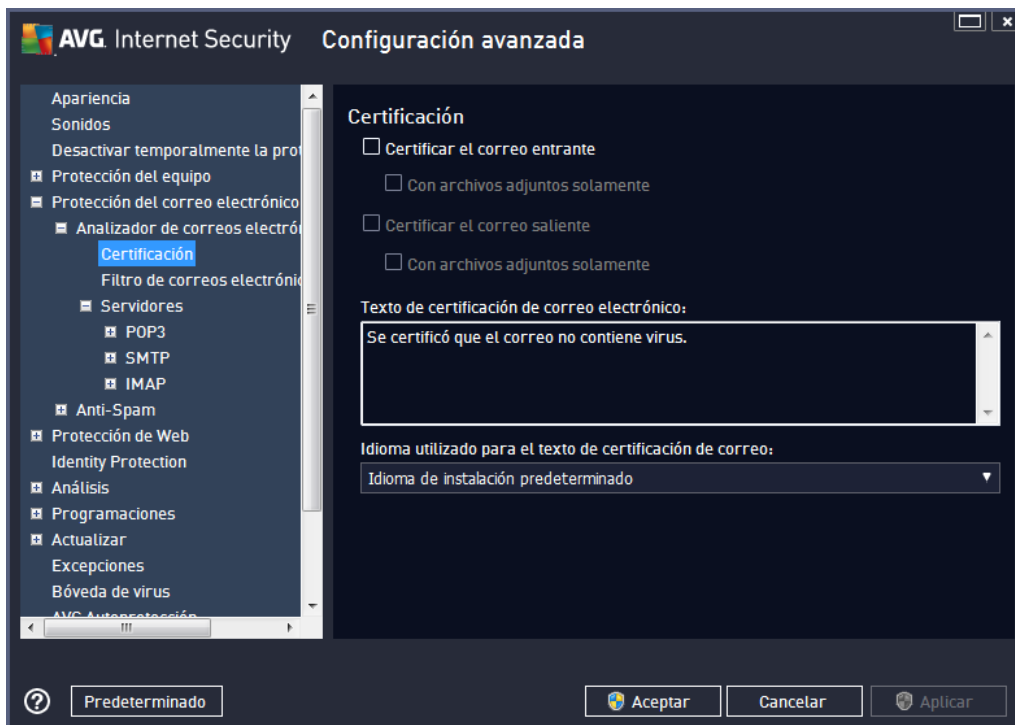 AVG. Internet Security Configuración avanzada
Apariencia
Sonidos
Desactivar temporalmente la prot
Protección del equipo
Protección del correo electrónico
Analizador de correos electró
Certificación
Filtro de correos electrónic
Servidores
POP3
SMTP
IMAP
Anti-Spam
Protección de Web
Identity Protection
Análisis
Programaciones
Actualizar
Excepciones
Bóveda de virus
AVG Autoprotección
Certificación
Certificar el correo entrante
Con archivos adjuntos solamente
Certificar el correo saliente
Con archivos adjuntos solamente
Texto de certificación de correo electrónico:
Se certificó que el correo no contiene virus.
Idioma utilizado para el texto de certificación de correo:
Idioma de instalación predeterminado
Predeterminado
Aceptar
Cancelar
Aplicar